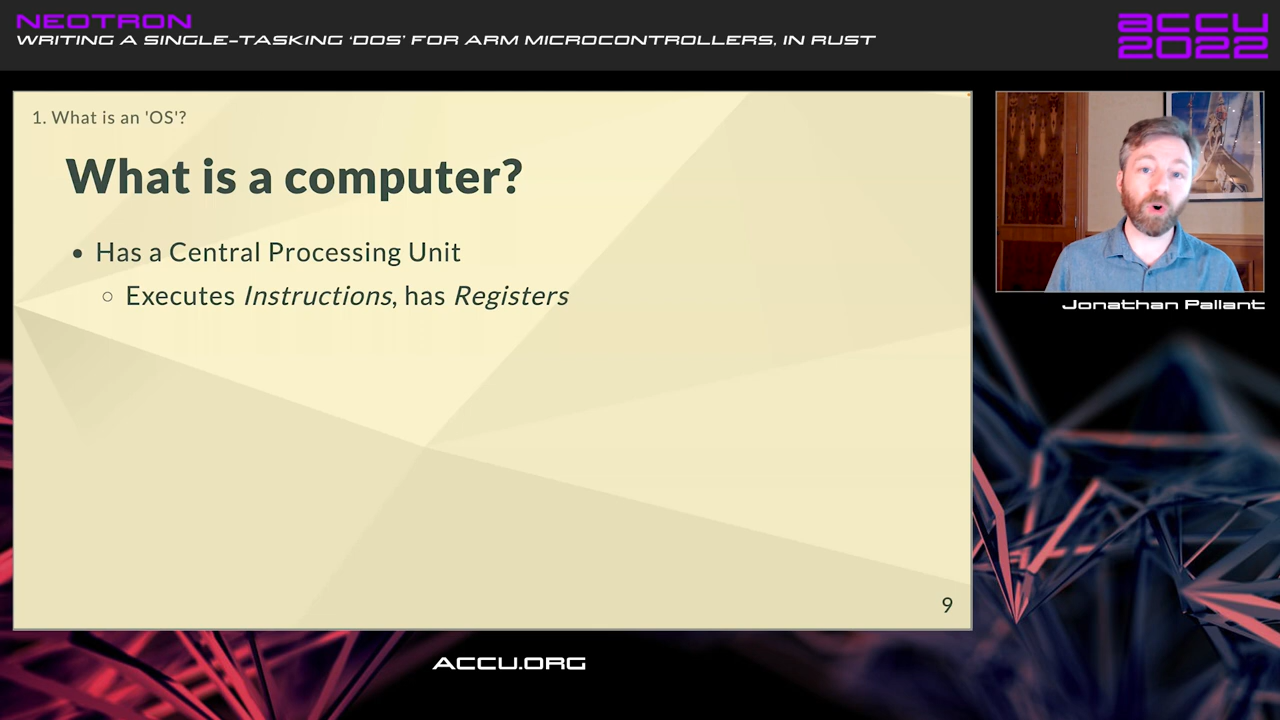 NEOTRON
WRITING A SINGLE-TASKING 'DOS' FOR ARM MICROCONTROLLERS, IN RUST
ACCU
2022
1. What is an 'OS'?
What is a computer?
• Has a Central Processing Unit
○ Executes Instructions, has Registers
9
Jonathan Pallant
ACCU.ORG